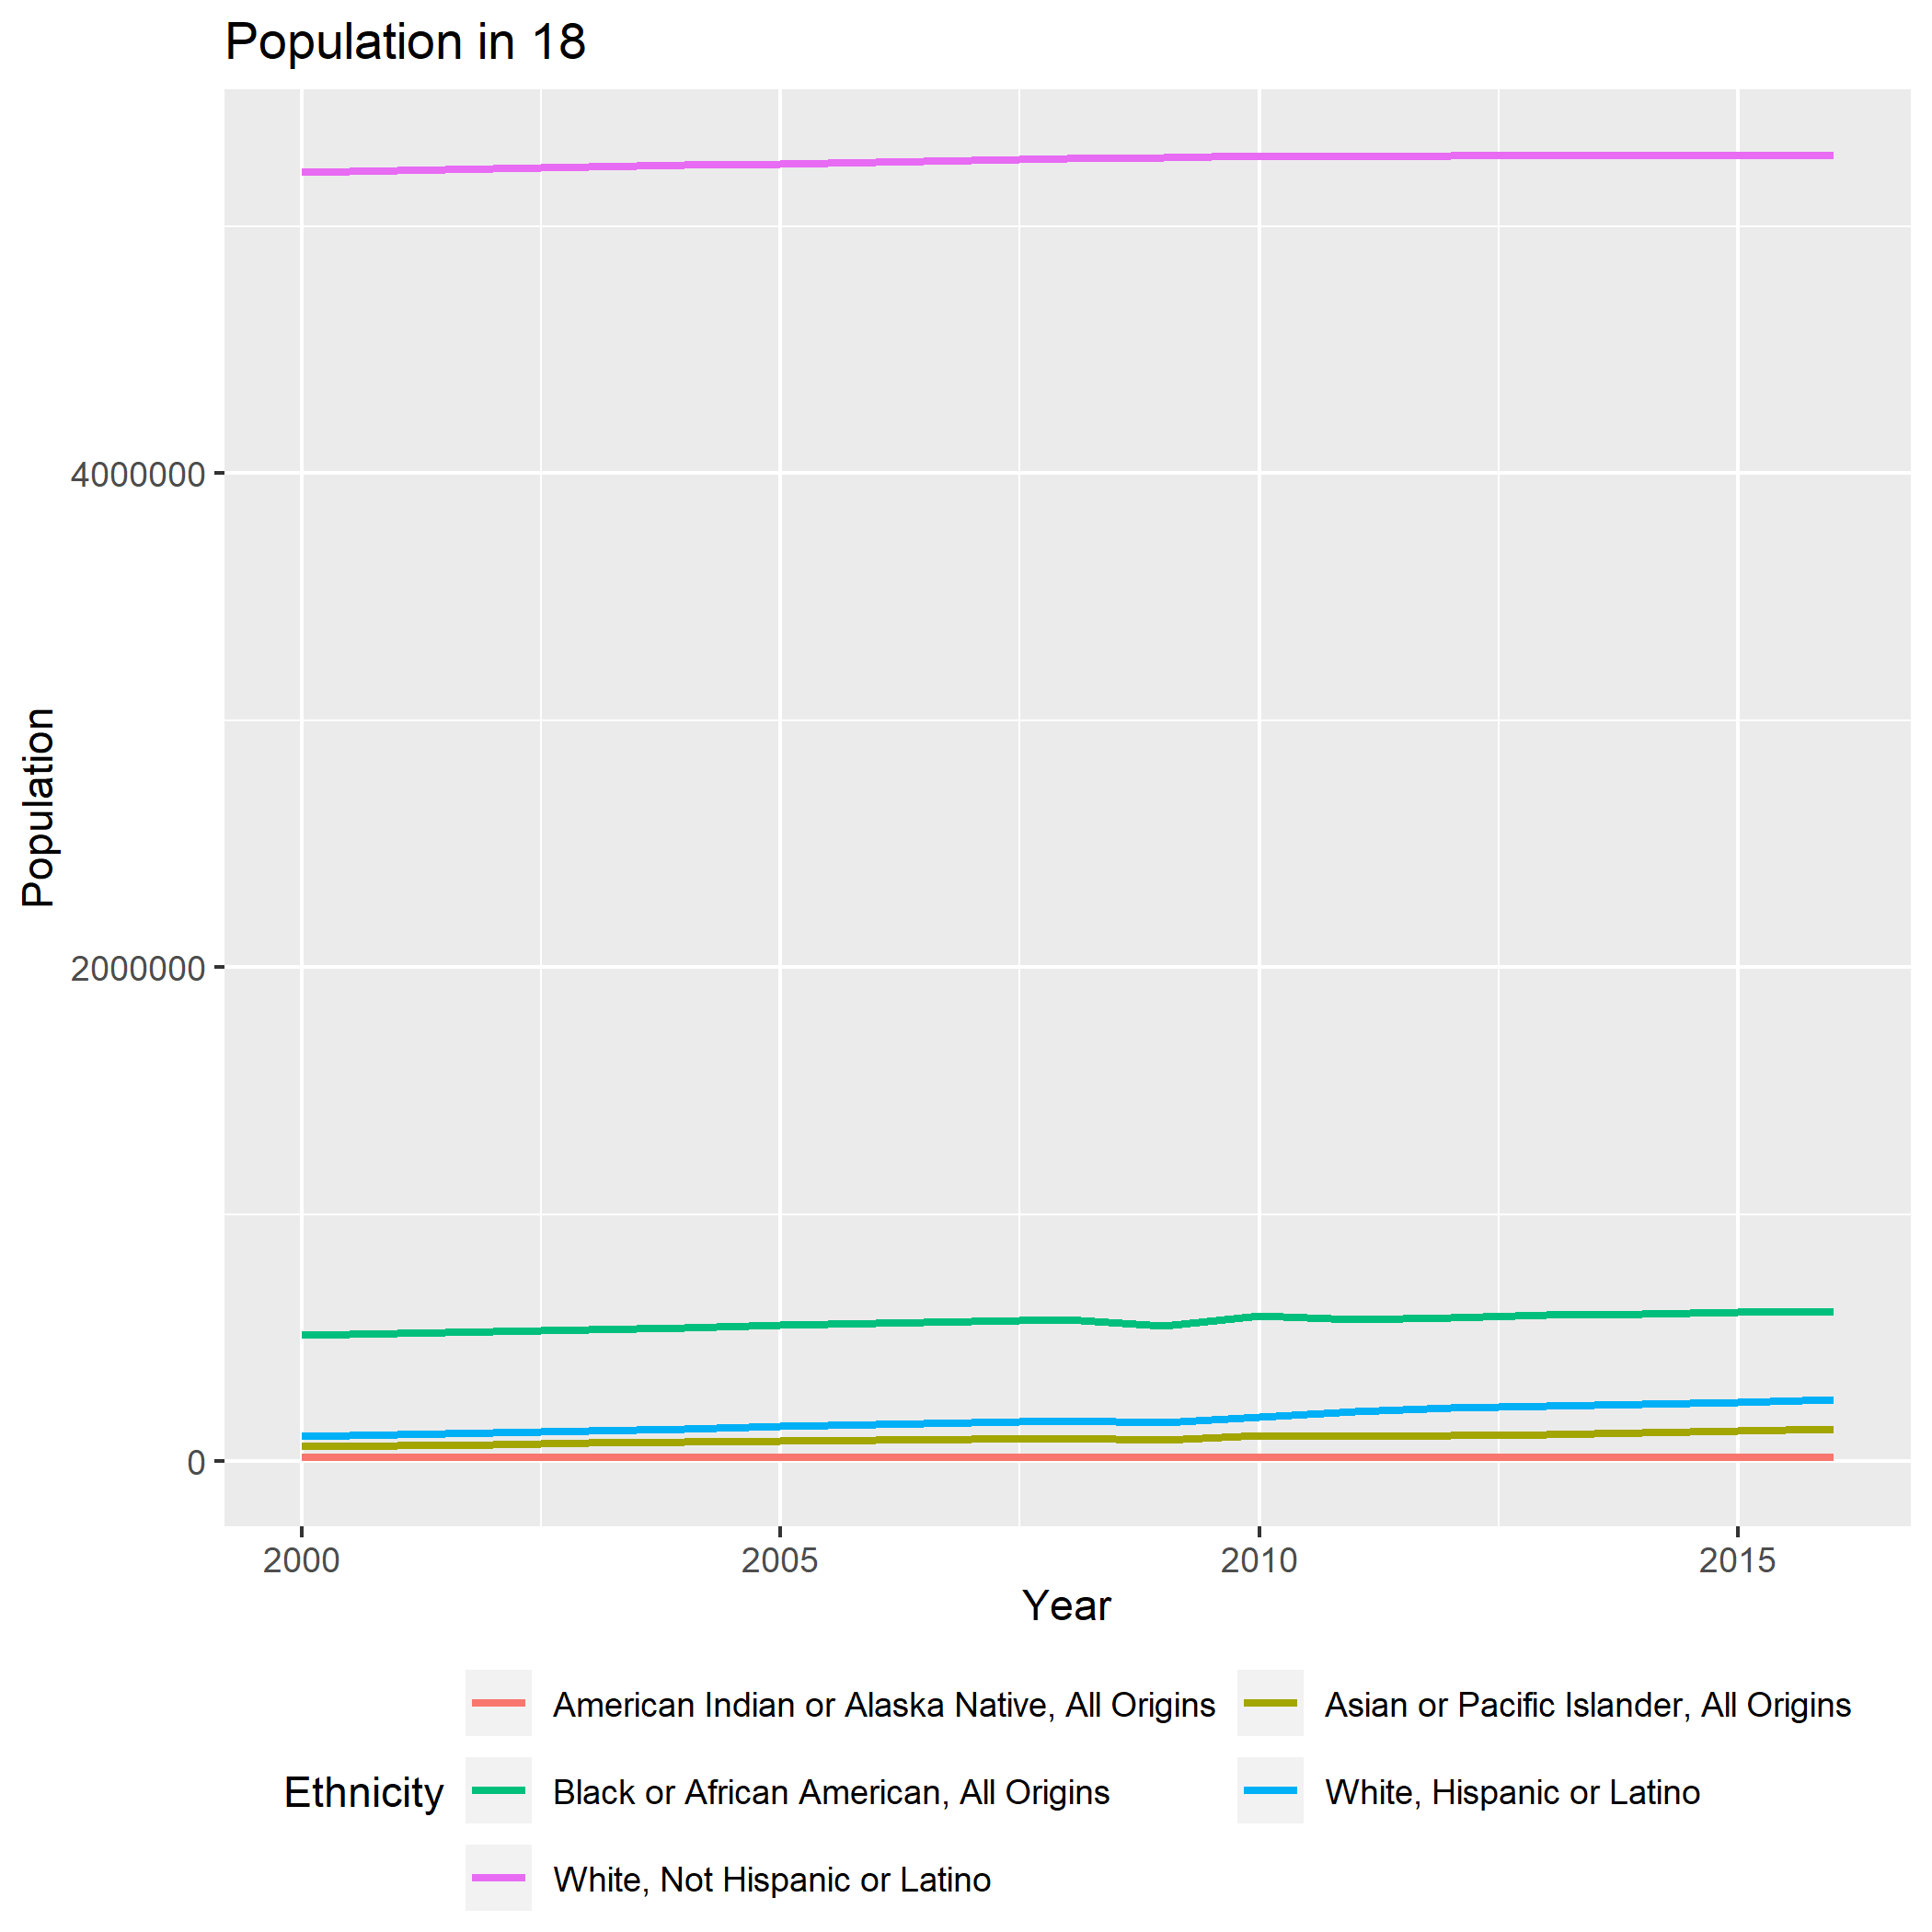 Population in 18
Population
4000000
2000000
0
2000 2005 2010 2015
Year
Ethnicity
American Indian or Alaska Native, All Origins
Asian or Pacific Islander, All Origins
Black or African American, All Origins
White, Hispanic or Latino
White, Not Hispanic or Latino